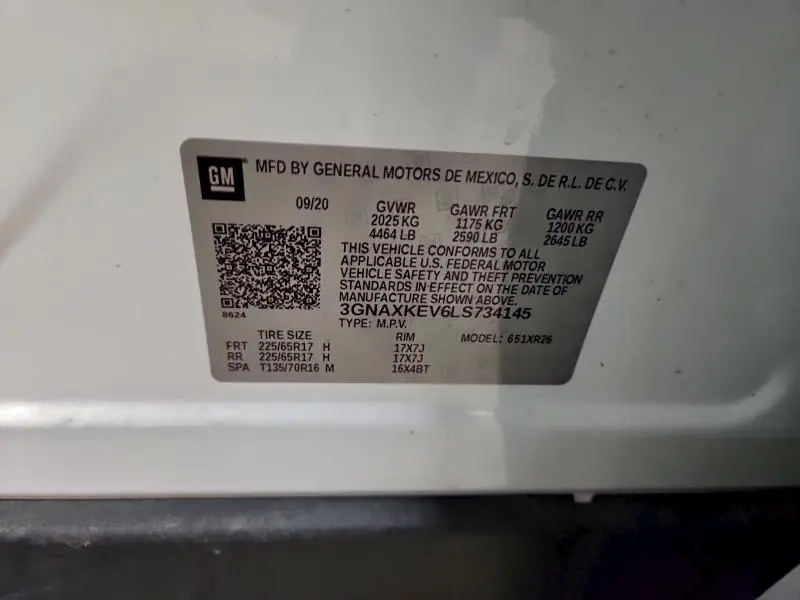 GM
MFD BY GENERAL MOTORS DE MEXICO, S. DE R.L. DE C.V.
09/20 GVWR GAWR FRT GAWR RR
2025 KG 1175 KG 1200 KG
4464 LB 2590 LB 2645 LB
THIS VEHICLE CONFORMS TO ALL
APPLICABLE U.S. FEDERAL MOTOR
VEHICLE SAFETY AND THEFT PREVENTION
STANDARDS IN EFFECT ON THE DATE OF
MANUFACTURE SHOWN ABOVE.
8624 3GNAXKEV6LS734145
TYPE: M.P.V. MODEL: 651XR26
TIRE SIZE RIM
FRT 225/65R17 H 17X7J
RR 225/65R17 H 17X7J
SPA T135/70R16 M 16X4BT